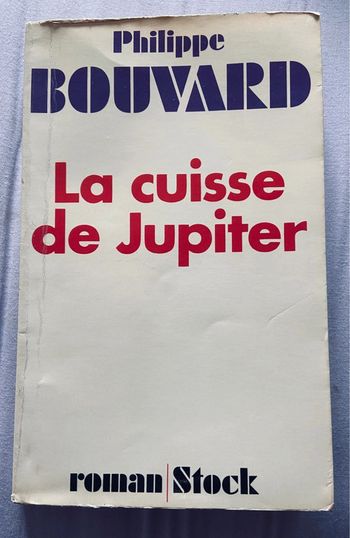 Philippe
BOUVARD
La cuisse
de Jupiter
roman|Stock